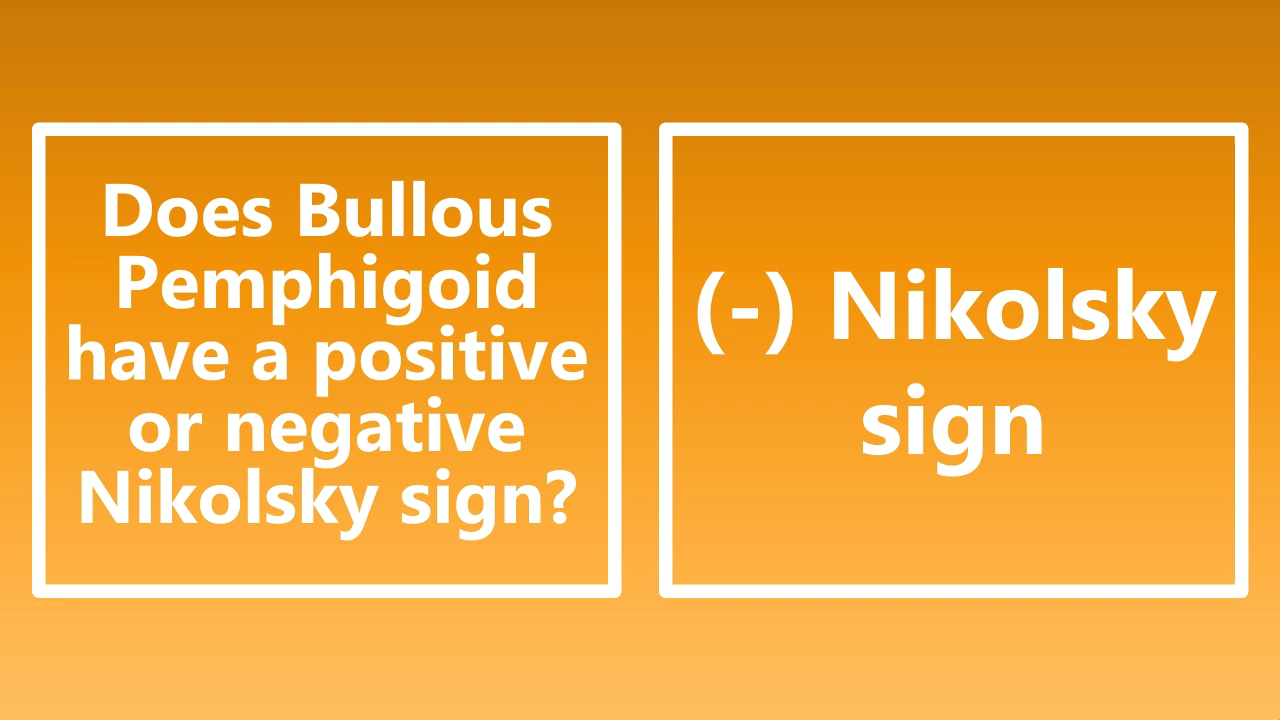 Does Bullous
Pemphigoid
have a positive
or negative
Nikolsky sign?
(-) Nikolsky
sign